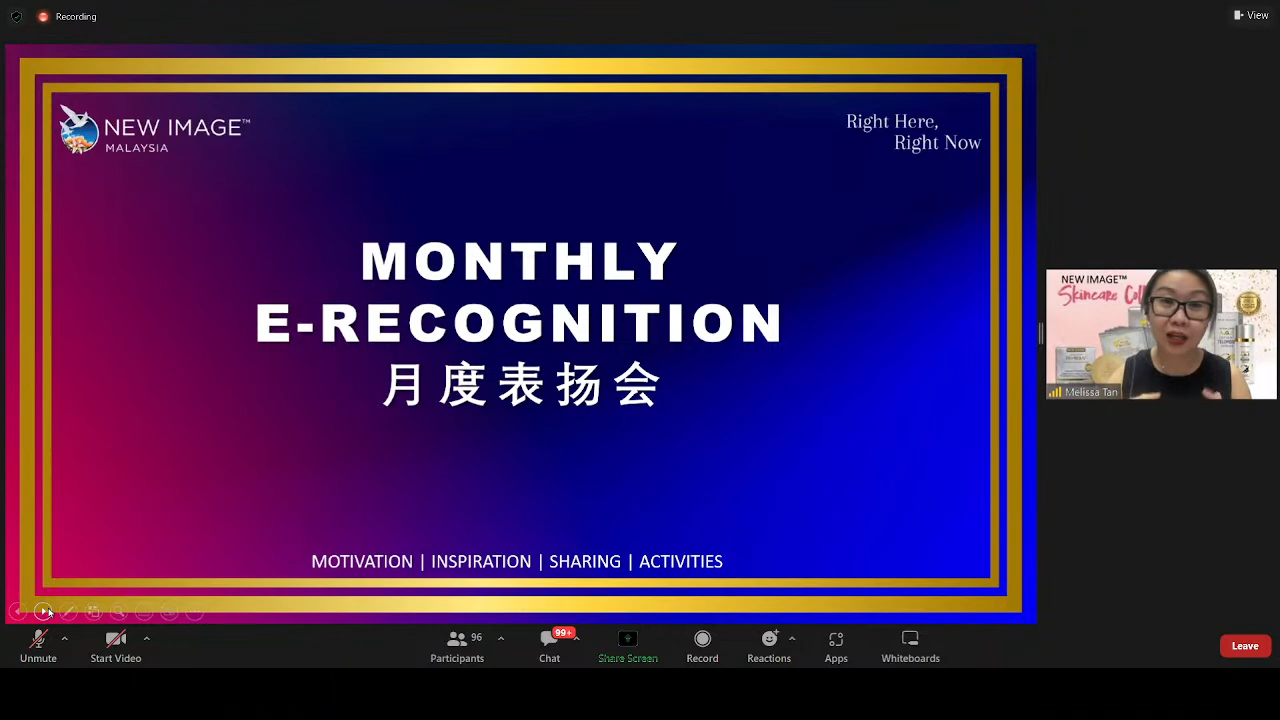 Recording
View
NEW IMAGE™
MALAYSIA
Right Here,
Right Now
MONTHLY
E-RECOGNITION
月度表扬会
MOTIVATION | INSPIRATION | SHARING | ACTIVITIES
NEW IMAGE™
Melissa Tan
Unmute
Start Video
96
Participants
99+
Chat
Share Screen
Record
Reactions
Apps
Whiteboards
Leave